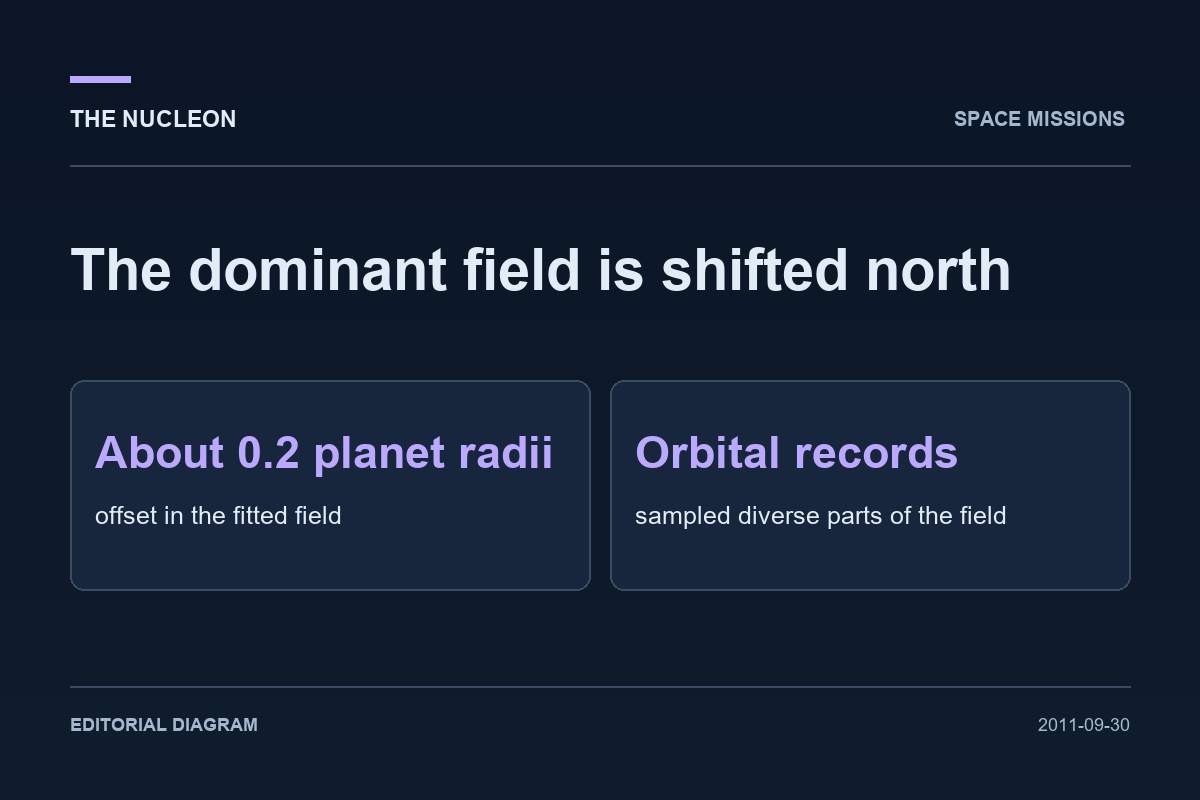 THE NUCLEON
SPACE MISSIONS
The dominant field is shifted north
About 0.2 planet radii
offset in the fitted field
Orbital records
sampled diverse parts of the field
EDITORIAL DIAGRAM
2011-09-30